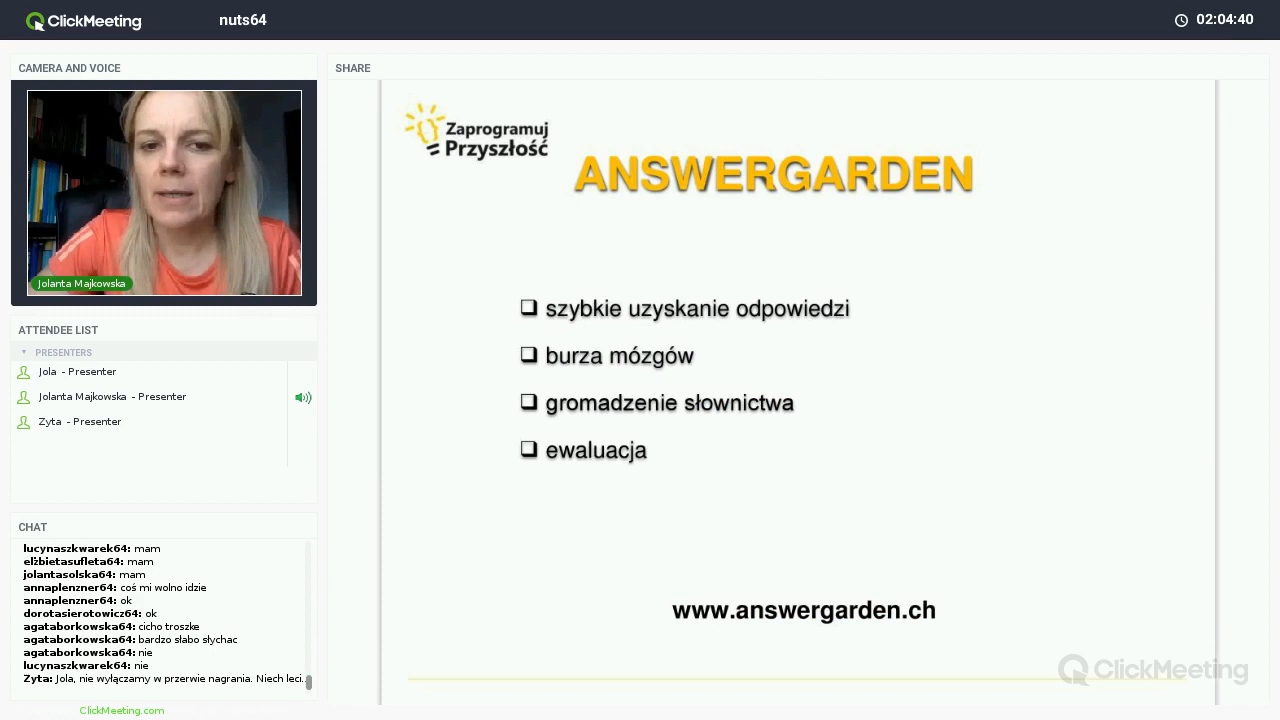 ClickMeeting
nuts64
02:04:40
CAMERA AND VOICE
Jolanta Majkowska
ATTENDEE LIST
PRESENTERS
Jola - Presenter
Jolanta Majkowska - Presenter
Zyta - Presenter
CHAT
lucynaszkwarek64: mam
elżbietasufleta64: mam
jolantasolska64: mam
annaplenzner64: coś mi wolno idzie
annaplenzner64: ok
dorotasierotowicz64: ok
agataborkowska64: cicho troszke
agataborkowska64: bardzo słabo słychac
agataborkowska64: nie
lucynaszkwarek64: nie
Zyta: Jola, nie wyłączamy w przerwie nagrania. Niech leci..
ClickMeeting.com
SHARE
Zaprogramuj
Przyszłość
ANSWERGARDEN
szybkie uzyskanie odpowiedzi
burza mózgów
gromadzenie słownictwa
ewaluacja
www.answergarden.ch
ClickMeeting